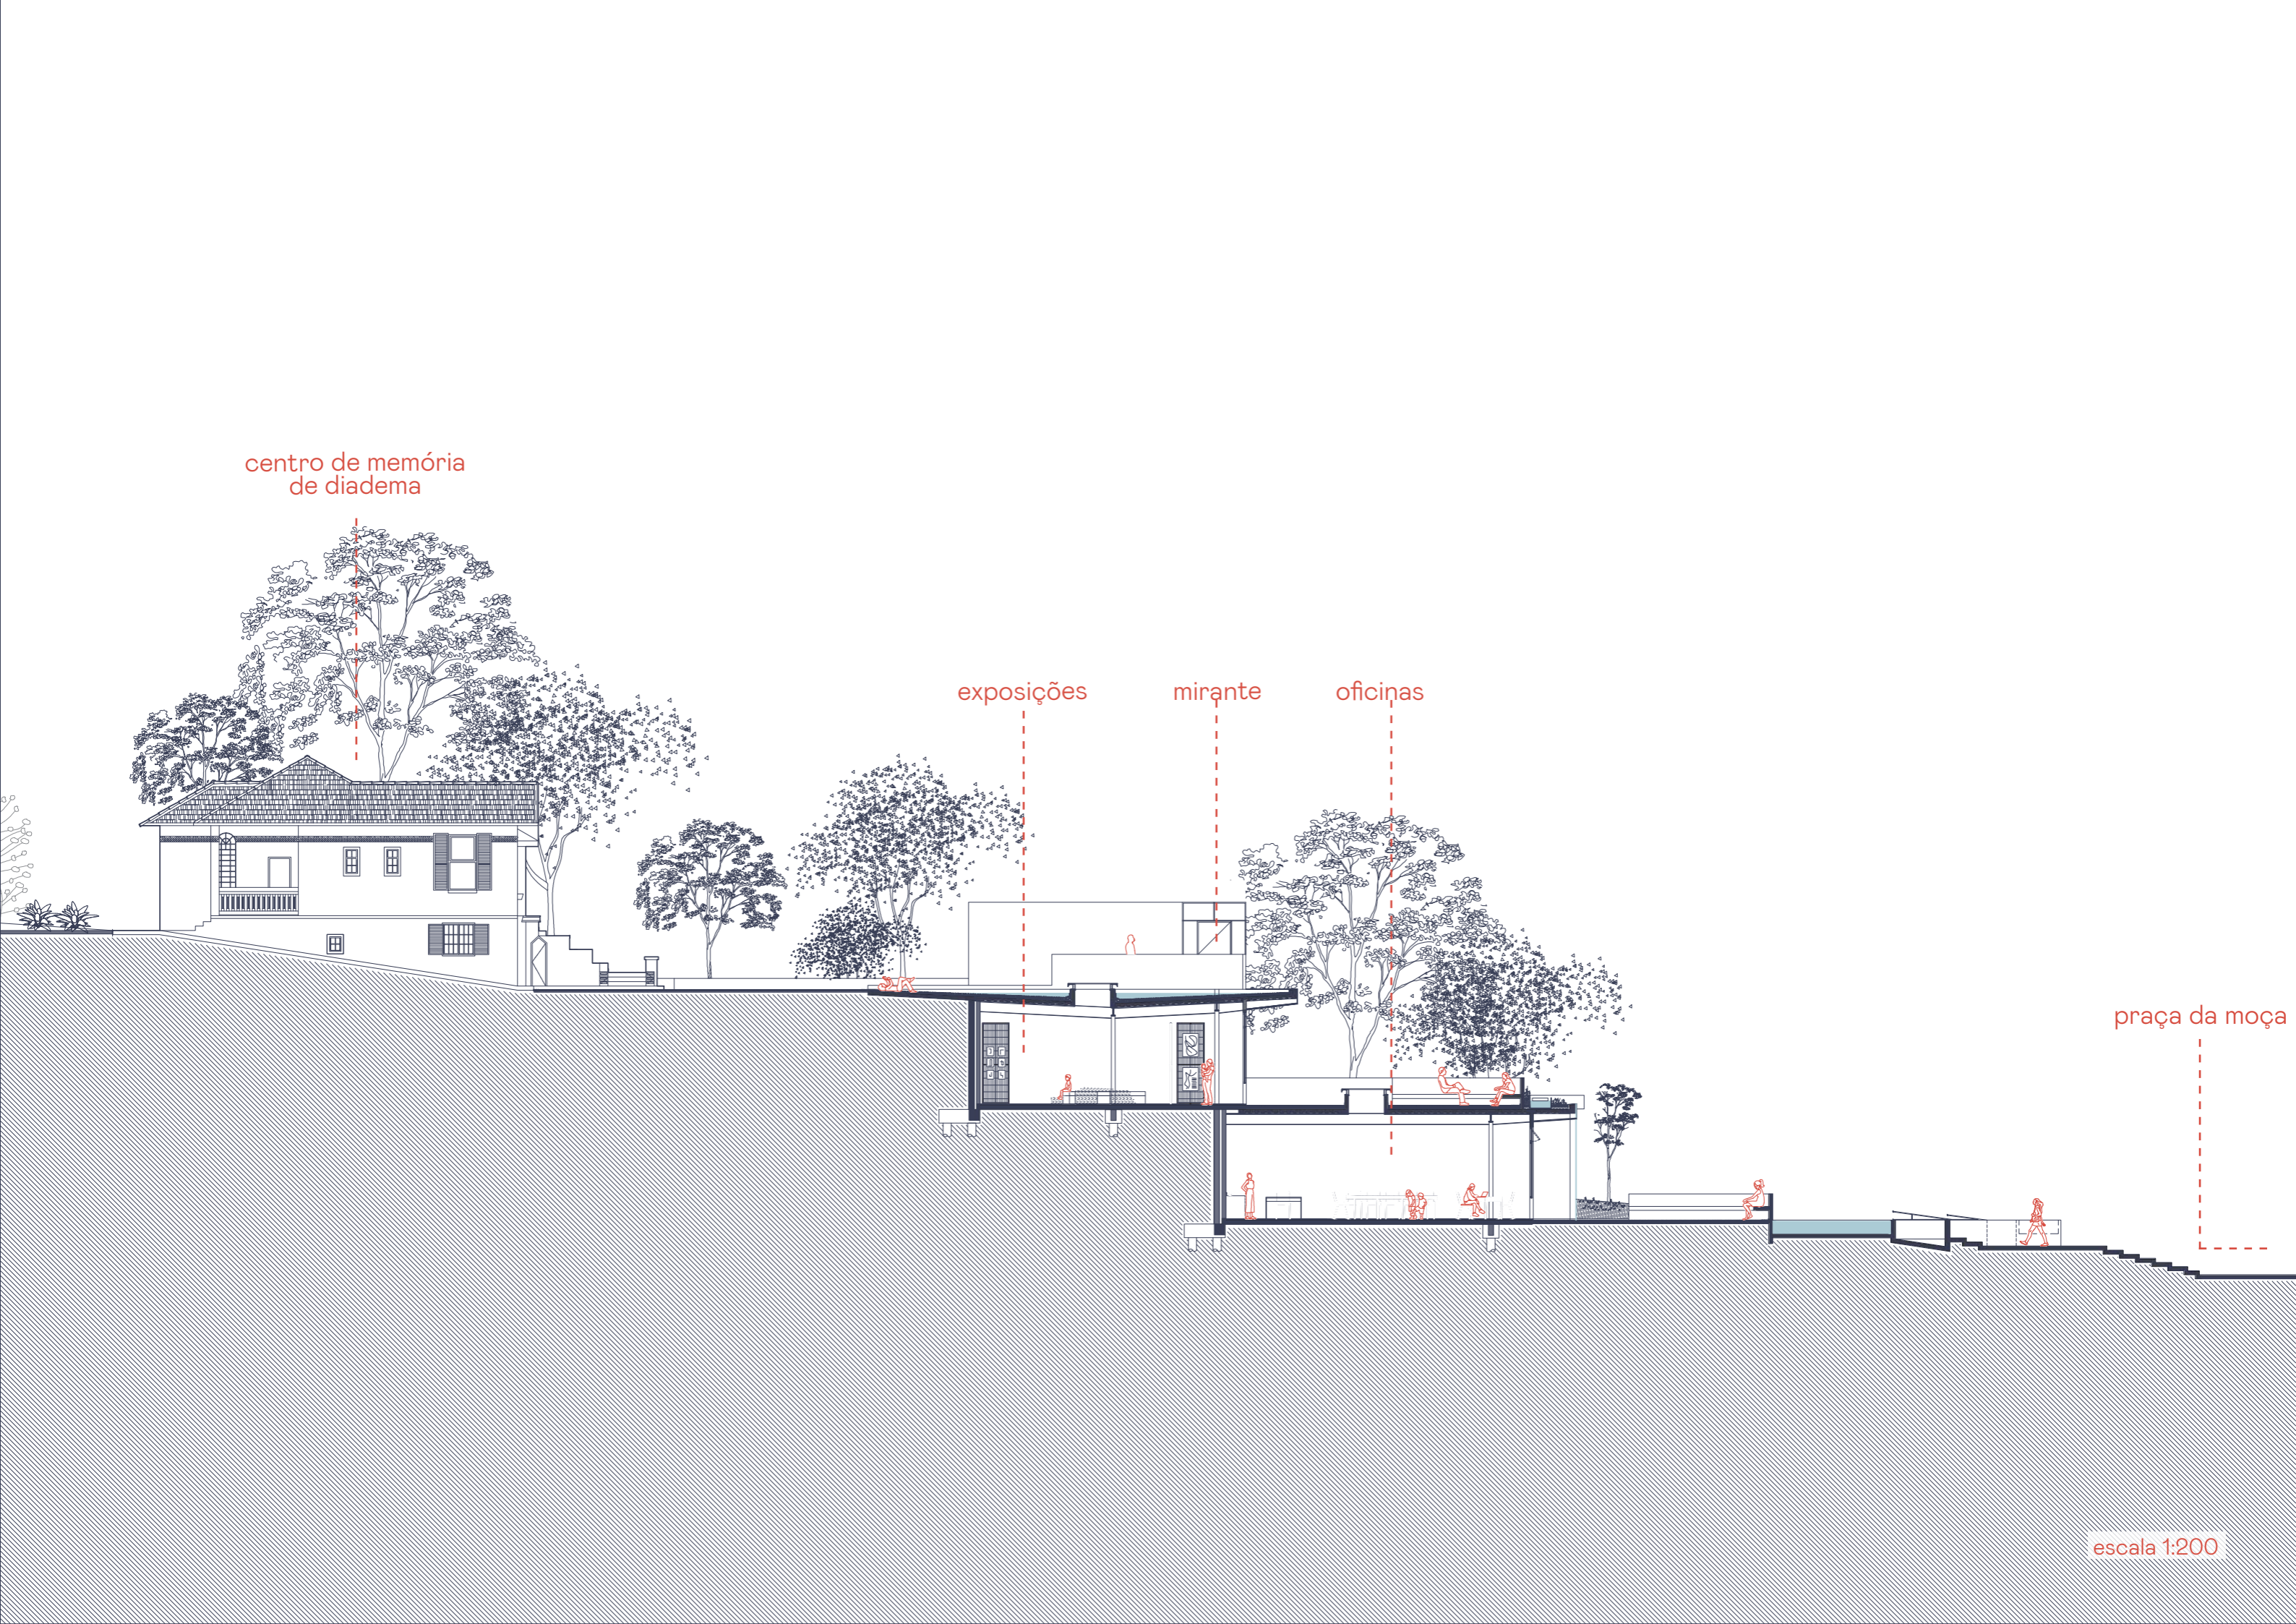 centro de memória
de diadema
exposições
mirante
oficinas
praça da moça
escala 1:200